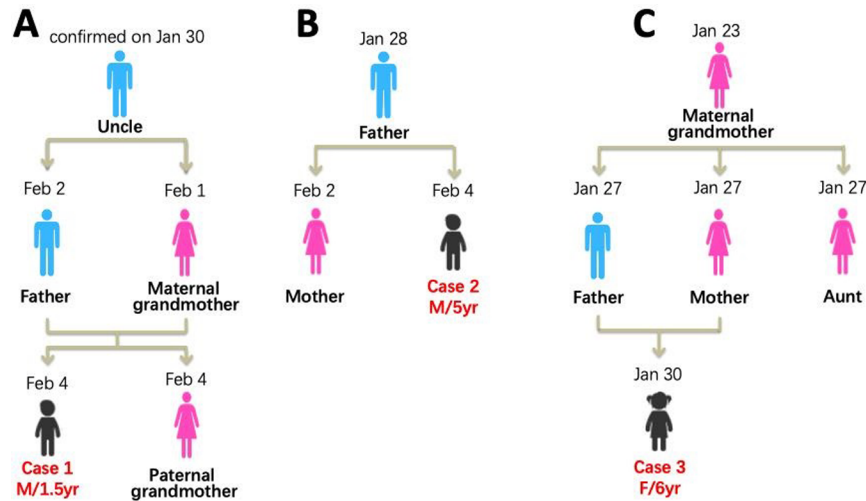 A
confirmed on Jan 30
Uncle
Feb 2
Feb 1
Father
Maternal
grandmother
Feb 4
Feb 4
Case 1
M/1.5yr
Paternal
grandmother
B
Jan 28
Father
Feb 2
Feb 4
Mother
Case 2
M/5yr
C
Jan 23
Maternal
grandmother
Jan 27
Jan 27
Jan 27
Father
Mother
Aunt
Jan 30
Case 3
F/6yr